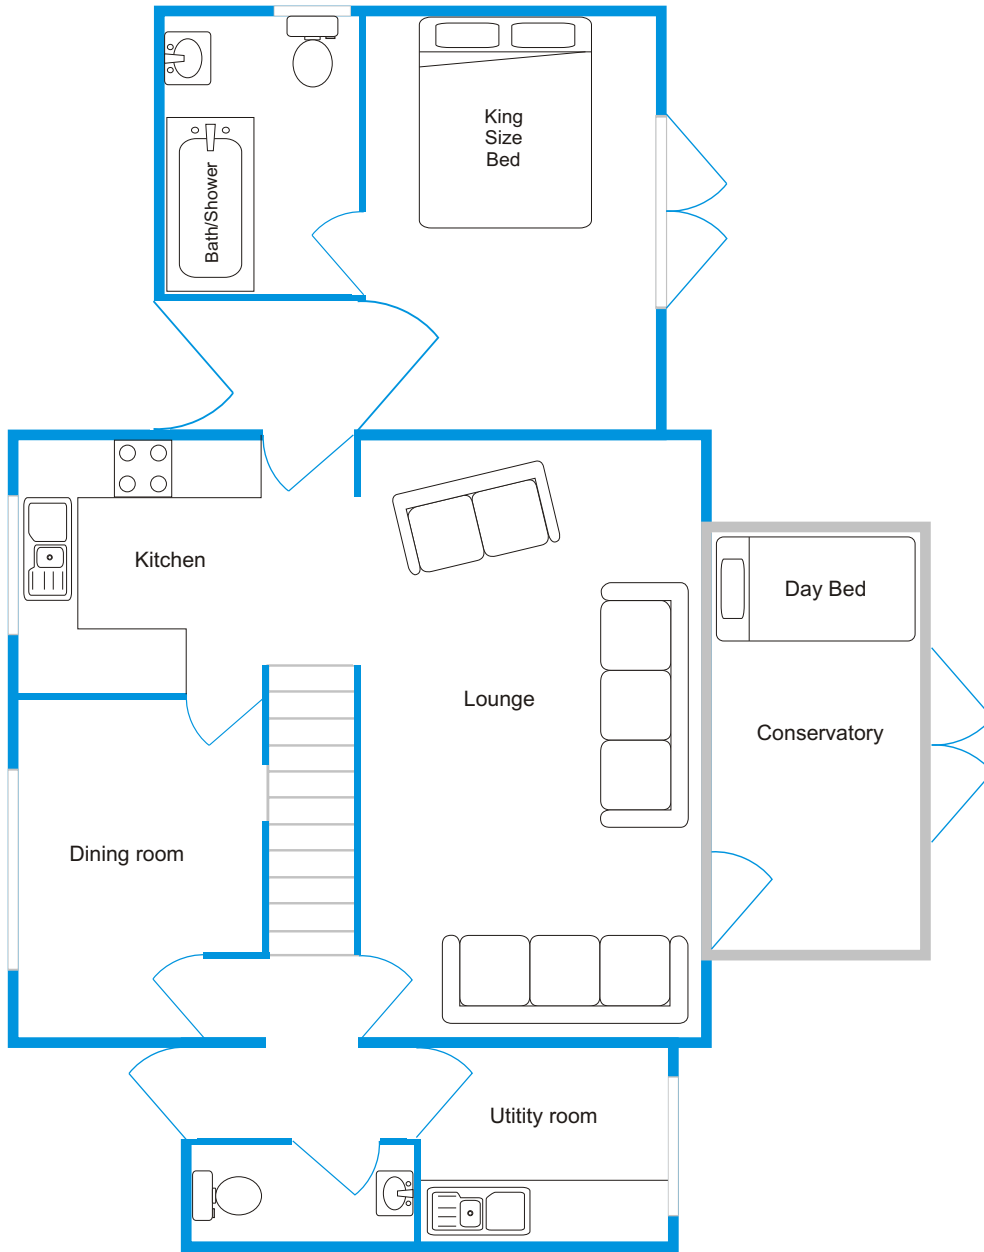 King
Size
Bed
Bath/Shower
Kitchen
Day Bed
Lounge
Conservatory
Dining room
Utitity room